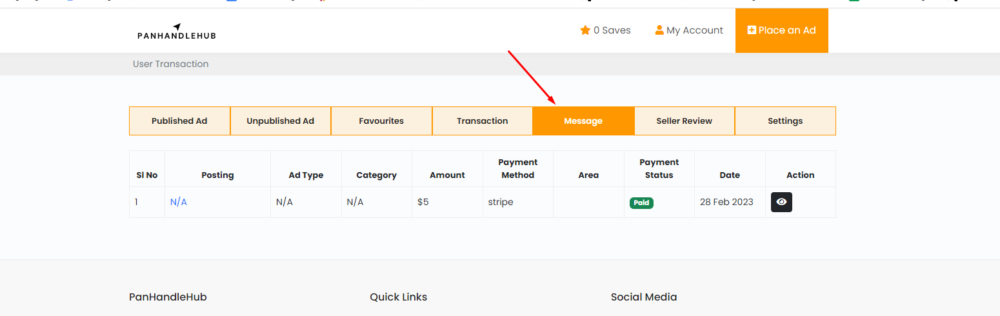 PANHANDLEHUB
0 Saves
My Account
Place an Ad
User Transaction
Published Ad
Unpublished Ad
Favourites
Transaction
Message
Seller Review
Settings
Sl No
Posting
Ad Type
Category
Amount
Payment
Method
Area
Payment
Status
Date
Action
1
N/A
N/A
N/A
$5
stripe
Paid
28 Feb 2023
PanHandleHub
Quick Links
Social Media